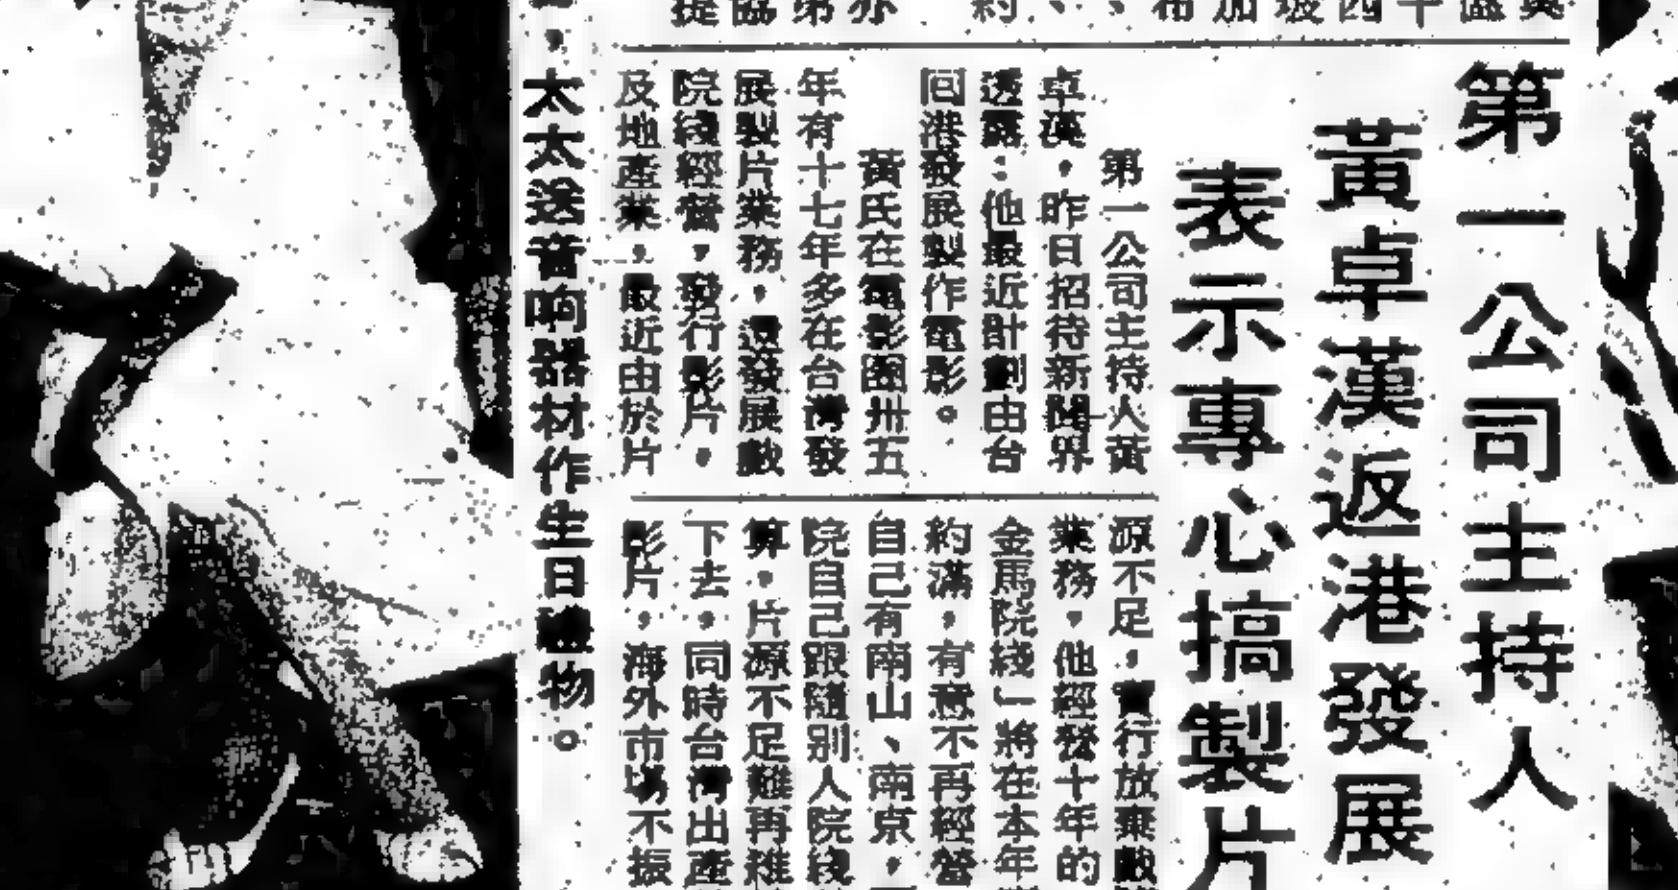 第一公司主持人
黃卓漢返港發展
表示專心搞製片
第一公司主持人黃
卓漢,昨日招待新聞界
透露:他最近計劃由台
囘港發展製作電影。
黃氏在電影圈卅五
年有十七年多在台灣發
展製片業務,還發展戲
院綫經營,發行影片,
及地產業,最近由於片
源不足,實行放棄戲
業務,他經營十年的
金馬院綫」將在本年
約滿,有意不再經營
自己有南山、南京,
院自己跟隨别人院綫
算,片源不足難再維
下去,同時台灣出產
影片,海外市場不振
,太太送音响器材作生日禮物。